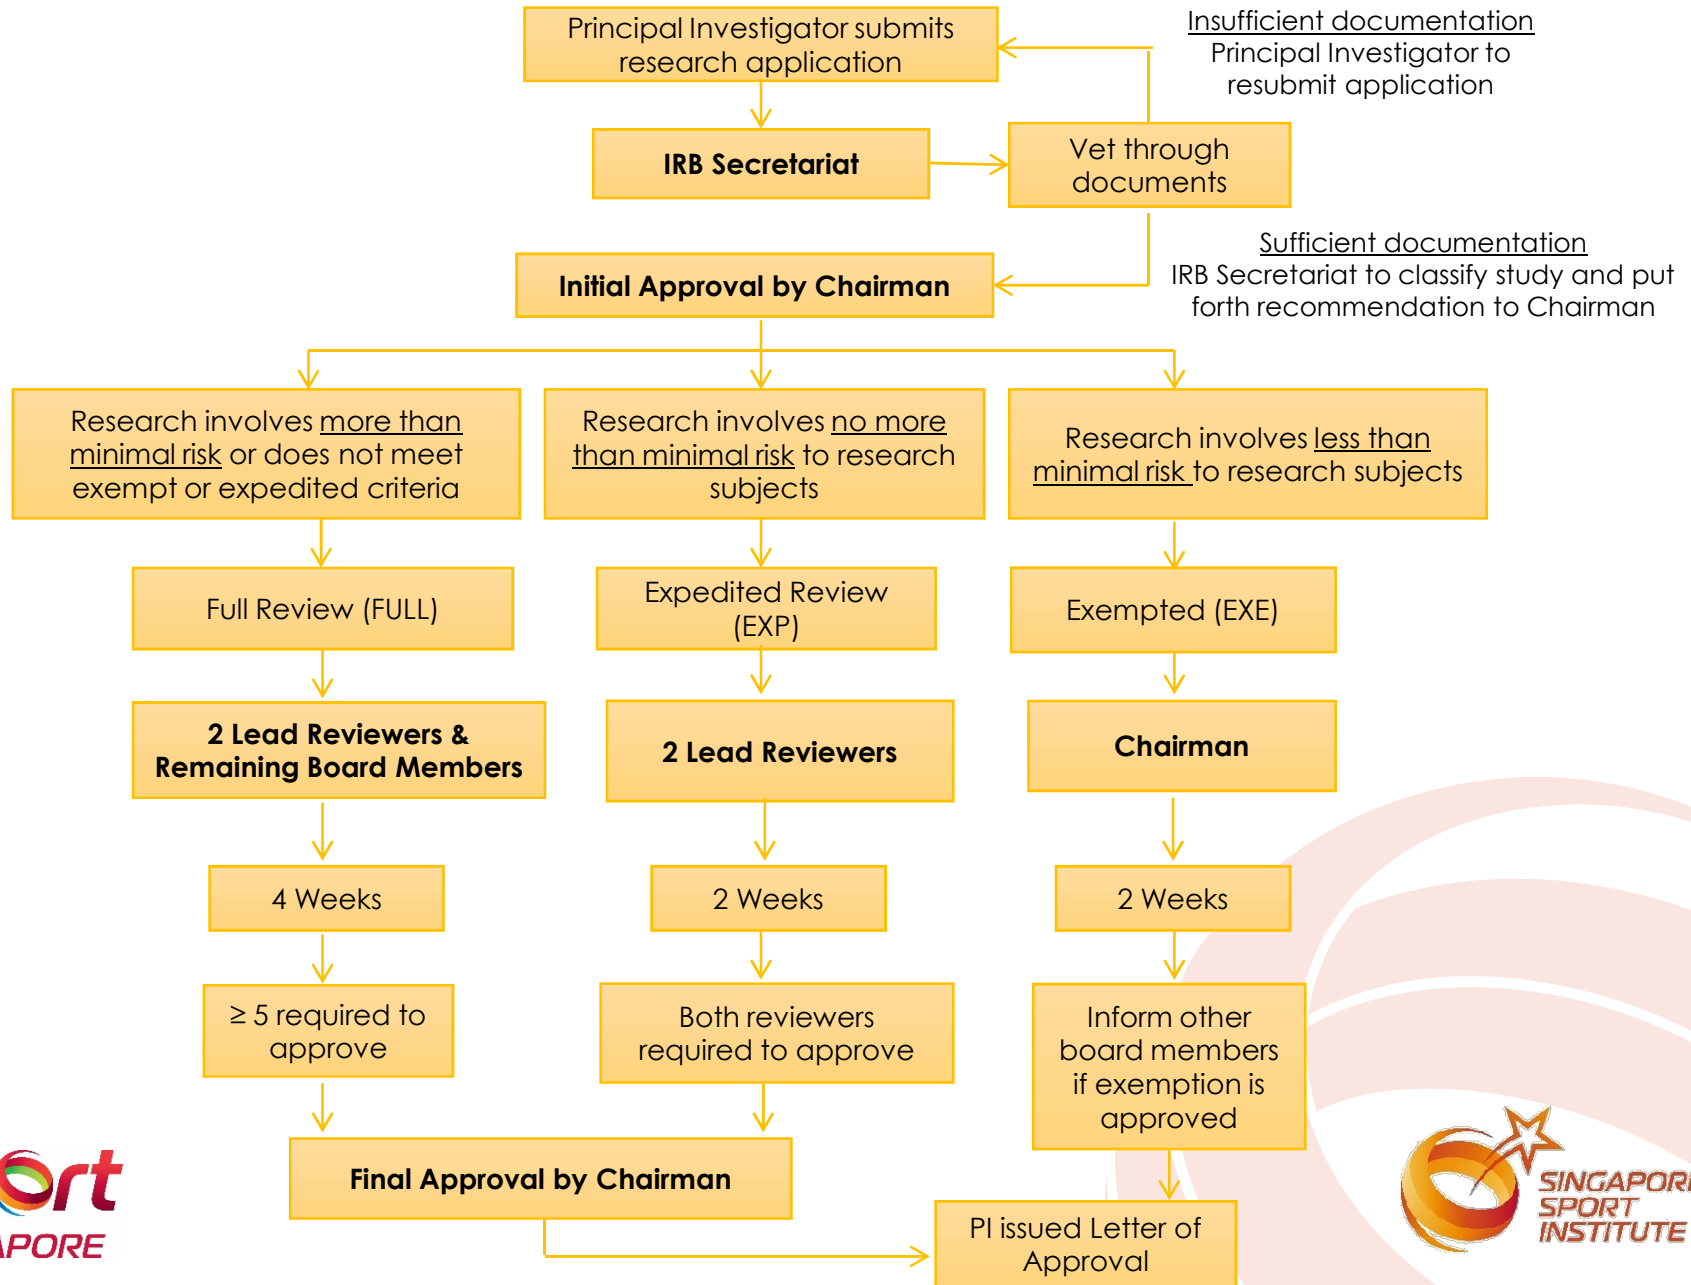 Principal Investigator submits
research application
Insufficient documentation
Principal Investigator to
resubmit application
IRB Secretariat
Vet through
documents
Sufficient documentation
IRB Secretariat to classify study and put
forth recommendation to Chairman
Initial Approval by Chairman
Research involves more than
minimal risk or does not meet
exempt or expedited criteria
Research involves no more
than minimal risk to research
subjects
Research involves less than
minimal risk to research subjects
Full Review (FULL)
Expedited Review
(EXP)
Exempted (EXE)
2 Lead Reviewers &
Remaining Board Members
2 Lead Reviewers
Chairman
4 Weeks
2 Weeks
2 Weeks
≥ 5 required to
approve
Both reviewers
required to approve
Inform other
board members
if exemption is
approved
Final Approval by Chairman
PI issued Letter of
Approval
ort
APORE
SINGAPORE
SPORT
INSTITUTE